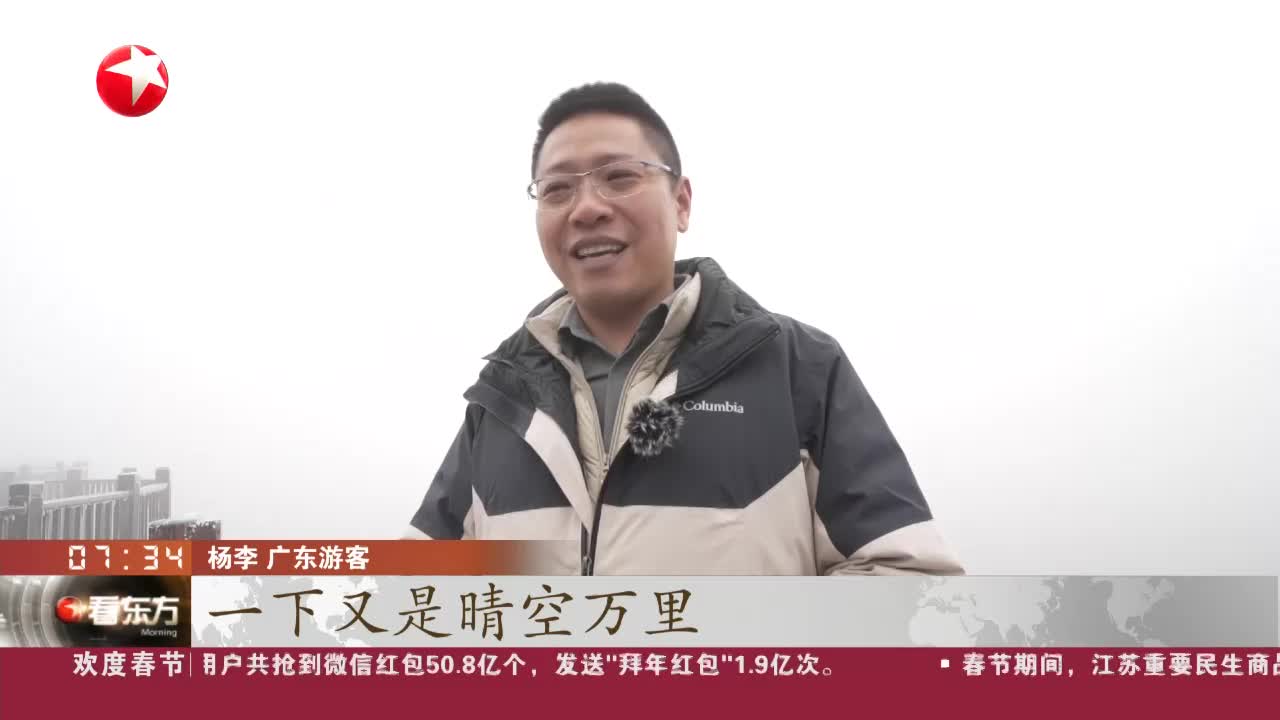 Columbia
07:34 杨李 广东游客
看东方
Morning
一下又是晴空万里
欢度春节 用户共抢到微信红包50.8亿个，发送"拜年红包"1.9亿次。 ▪ 春节期间，江苏重要民生商品